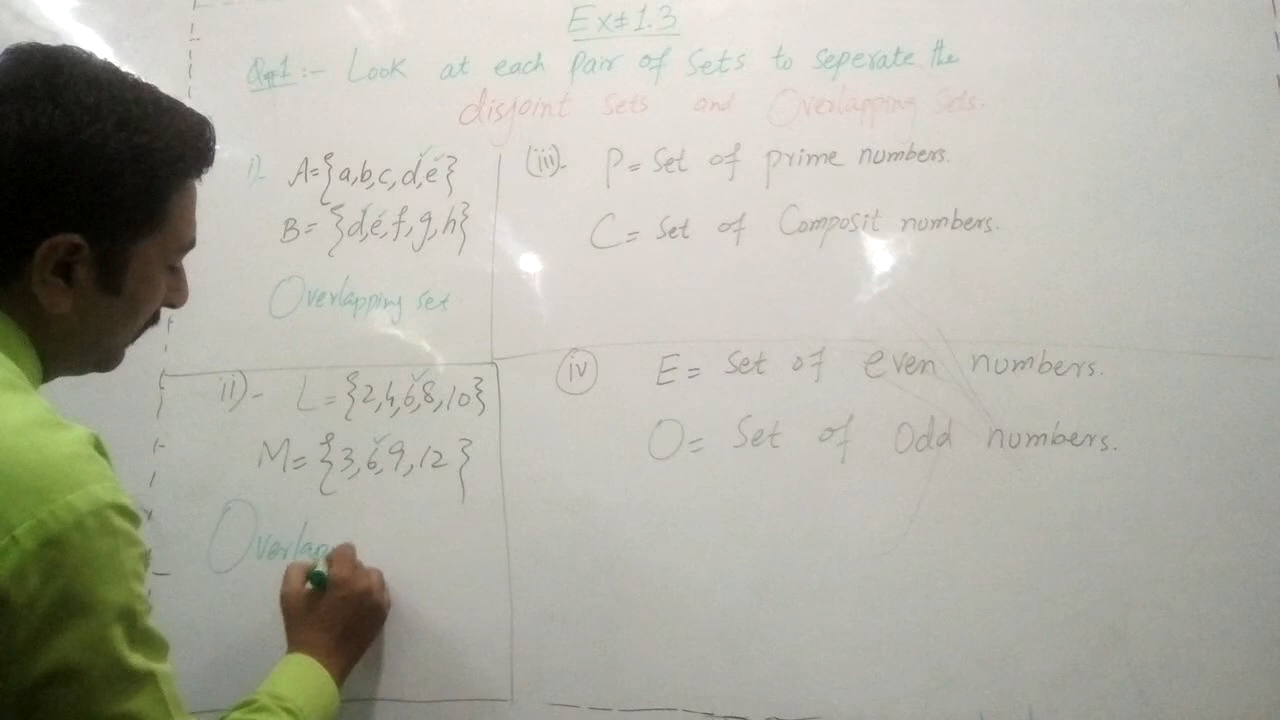 Ex# 1.3
Q#1:- Look at each pair of sets to seperate the
disjoint sets and Overlapping sets.
i)- A={a,b,c,d,e}
B={d,e,f,g,h}
Overlapping set
ii)- L={2,4,6,8,10}
M={3,6,9,12}
Overlap
(iii)- P= Set of prime numbers.
C= Set of Composit numbers.
(iv) E= Set of even numbers.
O= Set of Odd numbers.